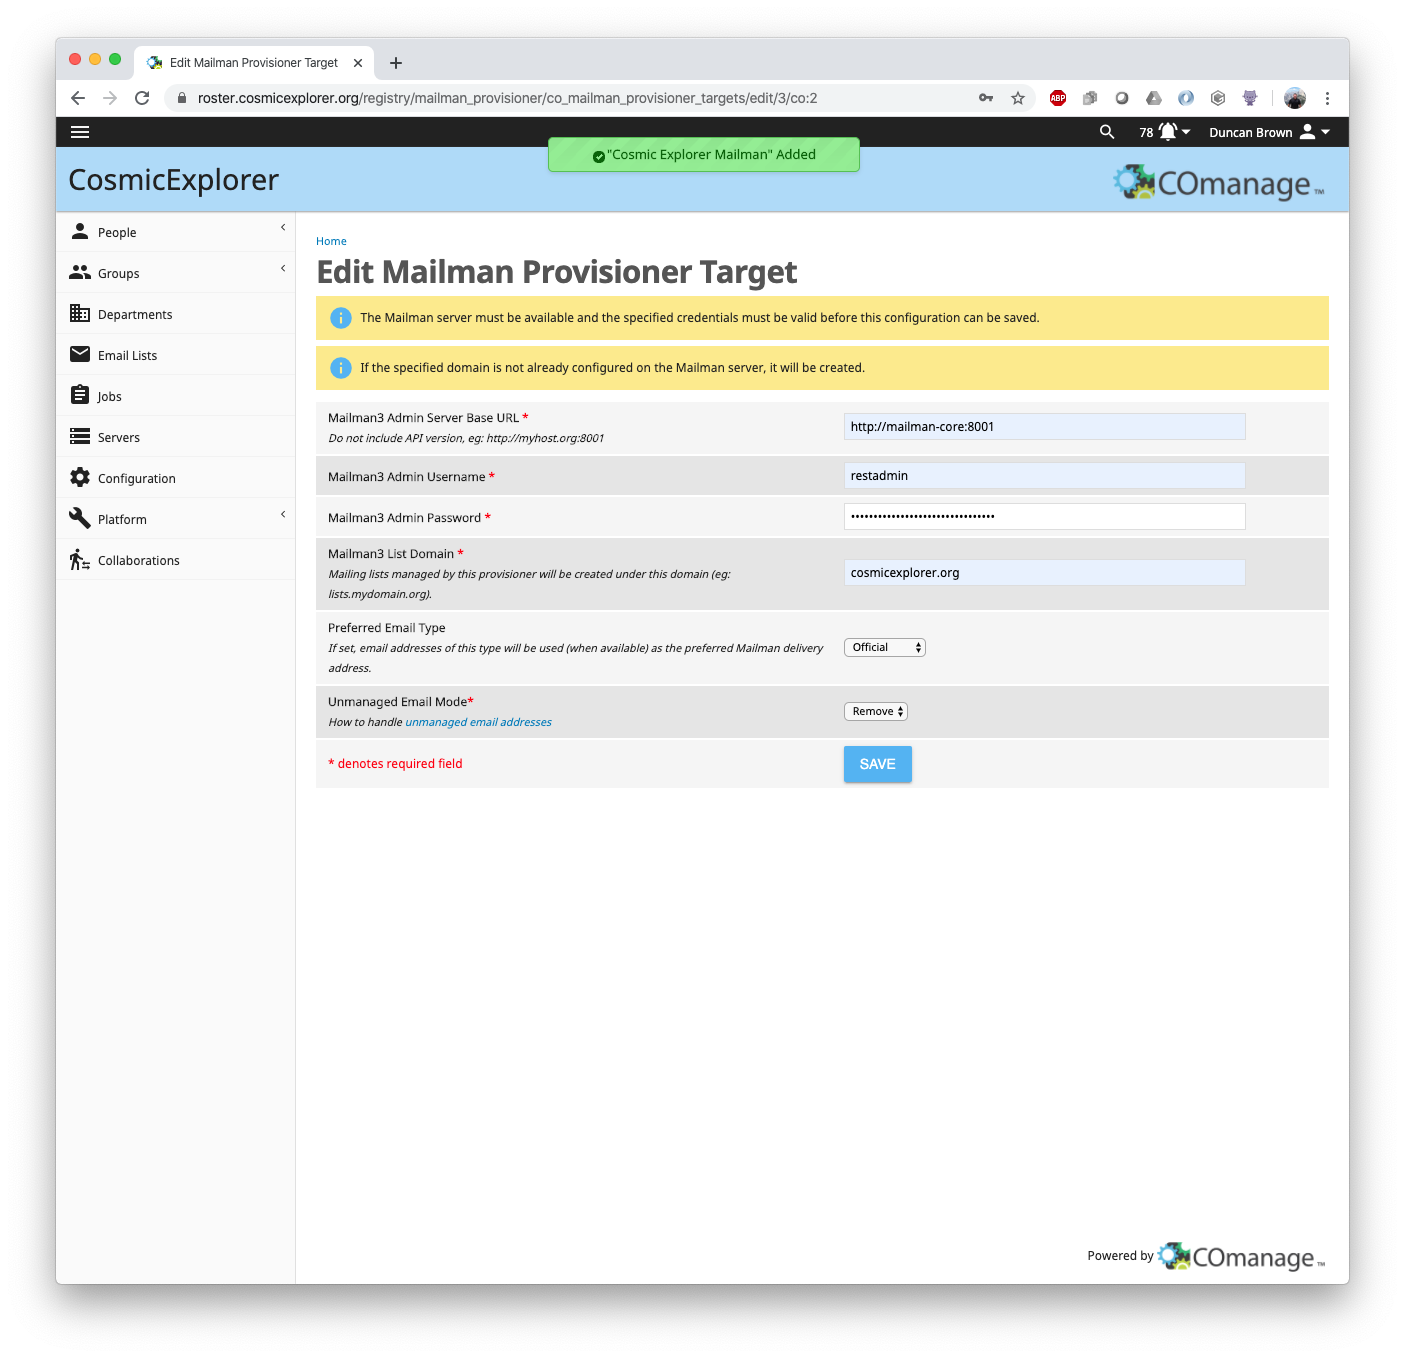 Edit Mailman Provisioner Target
roster.cosmicexplorer.org/registry/mailman_provisioner/co_mailman_provisioner_targets/edit/3/co:2
ABP
78
Duncan Brown
"Cosmic Explorer Mailman" Added
CosmicExplorer
COmanage ™
People
Groups
Departments
Email Lists
Jobs
Servers
Configuration
Platform
Collaborations
Home
Edit Mailman Provisioner Target
The Mailman server must be available and the specified credentials must be valid before this configuration can be saved.
If the specified domain is not already configured on the Mailman server, it will be created.
Mailman3 Admin Server Base URL *
Do not include API version, eg: http://myhost.org:8001
http://mailman-core:8001
Mailman3 Admin Username *
restadmin
Mailman3 Admin Password *
••••••••••••••••••••••••••••••••
Mailman3 List Domain *
Mailing lists managed by this provisioner will be created under this domain (eg:
lists.mydomain.org).
cosmicexplorer.org
Preferred Email Type
If set, email addresses of this type will be used (when available) as the preferred Mailman delivery
address.
Official
Unmanaged Email Mode*
How to handle unmanaged email addresses
Remove
* denotes required field
SAVE
Powered by COmanage ™